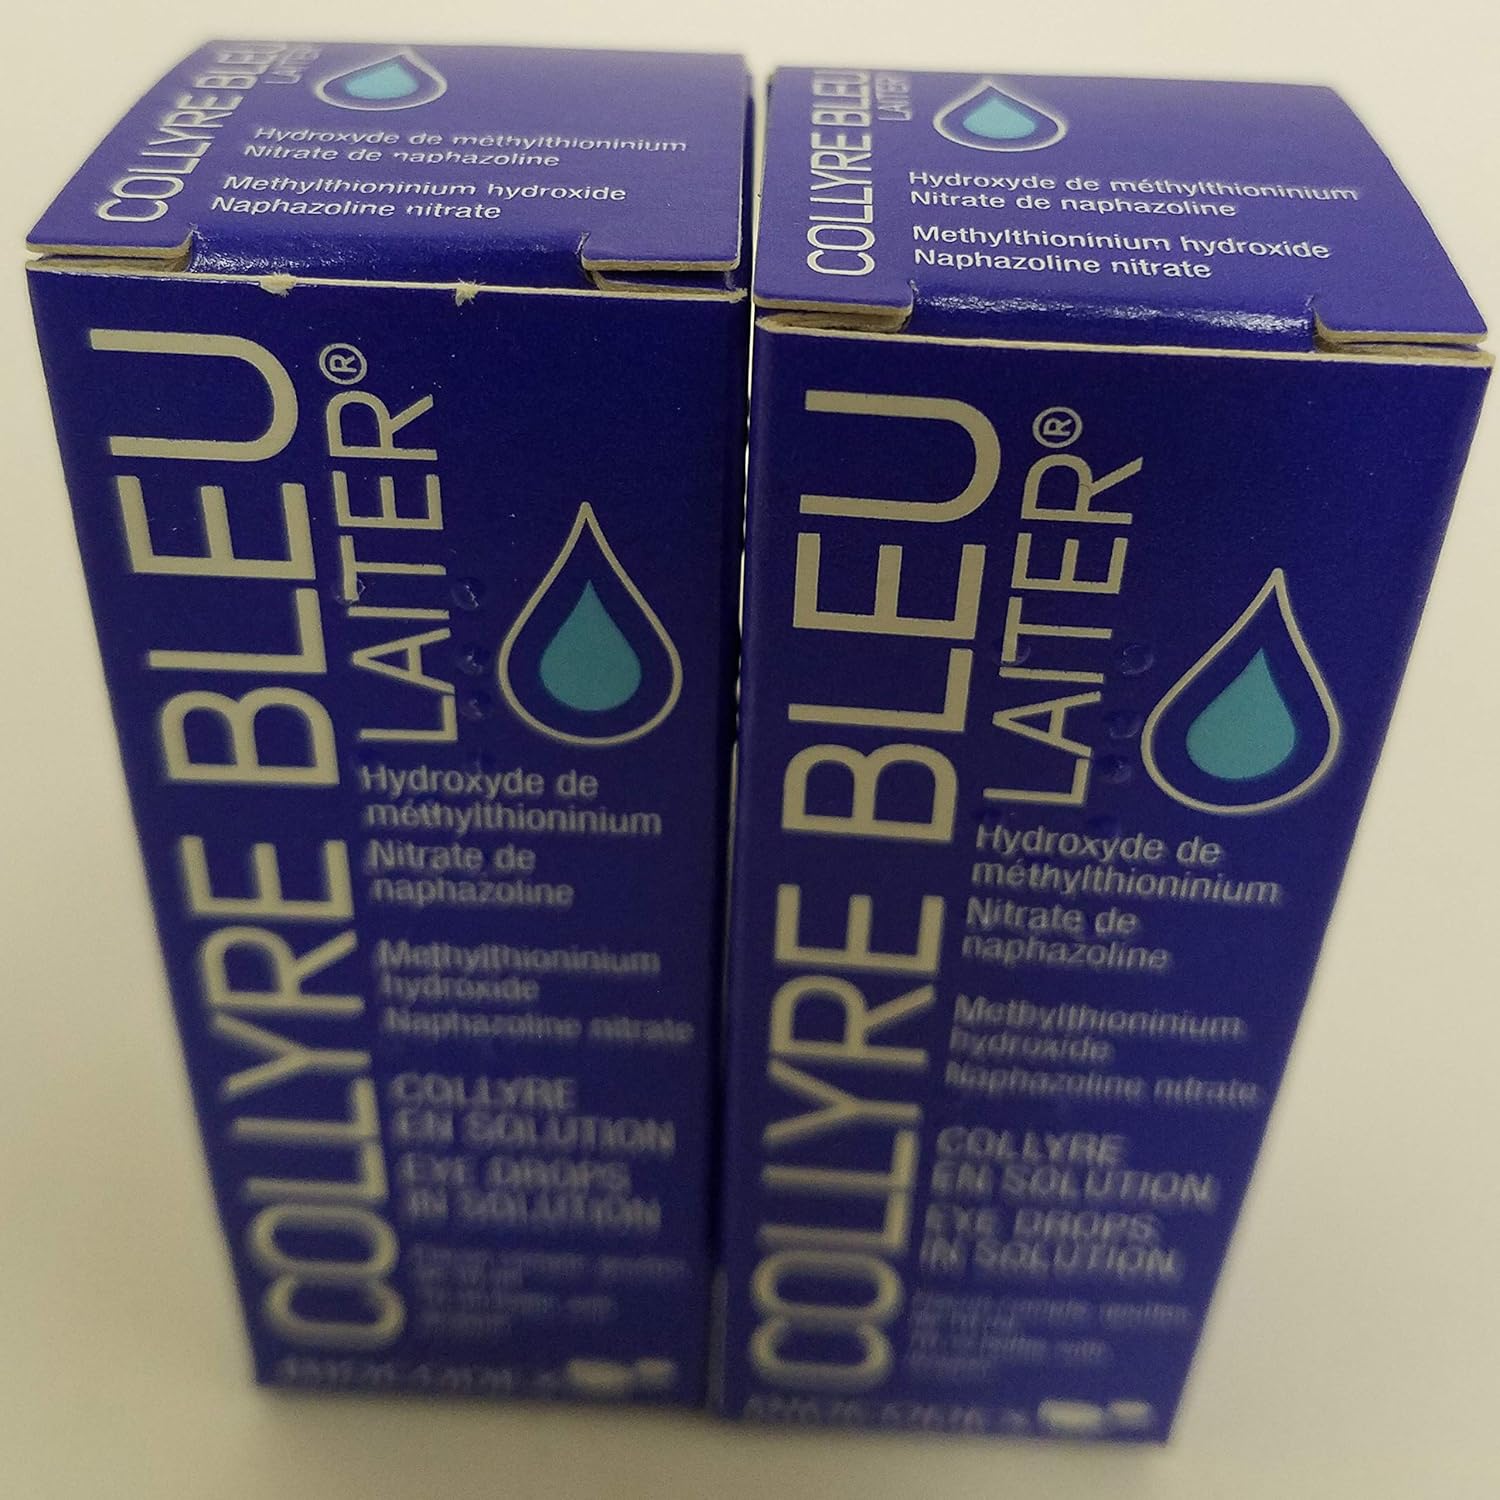 COLLYRE BLEU
LAITER
Hydroxyde de méthylthioninium
Nitrate de naphazoline
Methylthioninium hydroxide
Naphazoline nitrate
COLLYRE BLEU
LAITER®
Hydroxyde de
méthylthioninium
Nitrate de
naphazoline
Methylthioninium
hydroxide
Naphazoline nitrate
COLLYRE
EN SOLUTION
EYE DROPS
IN SOLUTION
COLLYRE BLEU
LAITER
Hydroxyde de méthylthioninium
Nitrate de naphazoline
Methylthioninium hydroxide
Naphazoline nitrate
COLLYRE BLEU
LAITER®
Hydroxyde de
méthylthioninium
Nitrate de
naphazoline
Methylthioninium
hydroxide
Naphazoline nitrate
COLLYRE
EN SOLUTION
EYE DROPS
IN SOLUTION